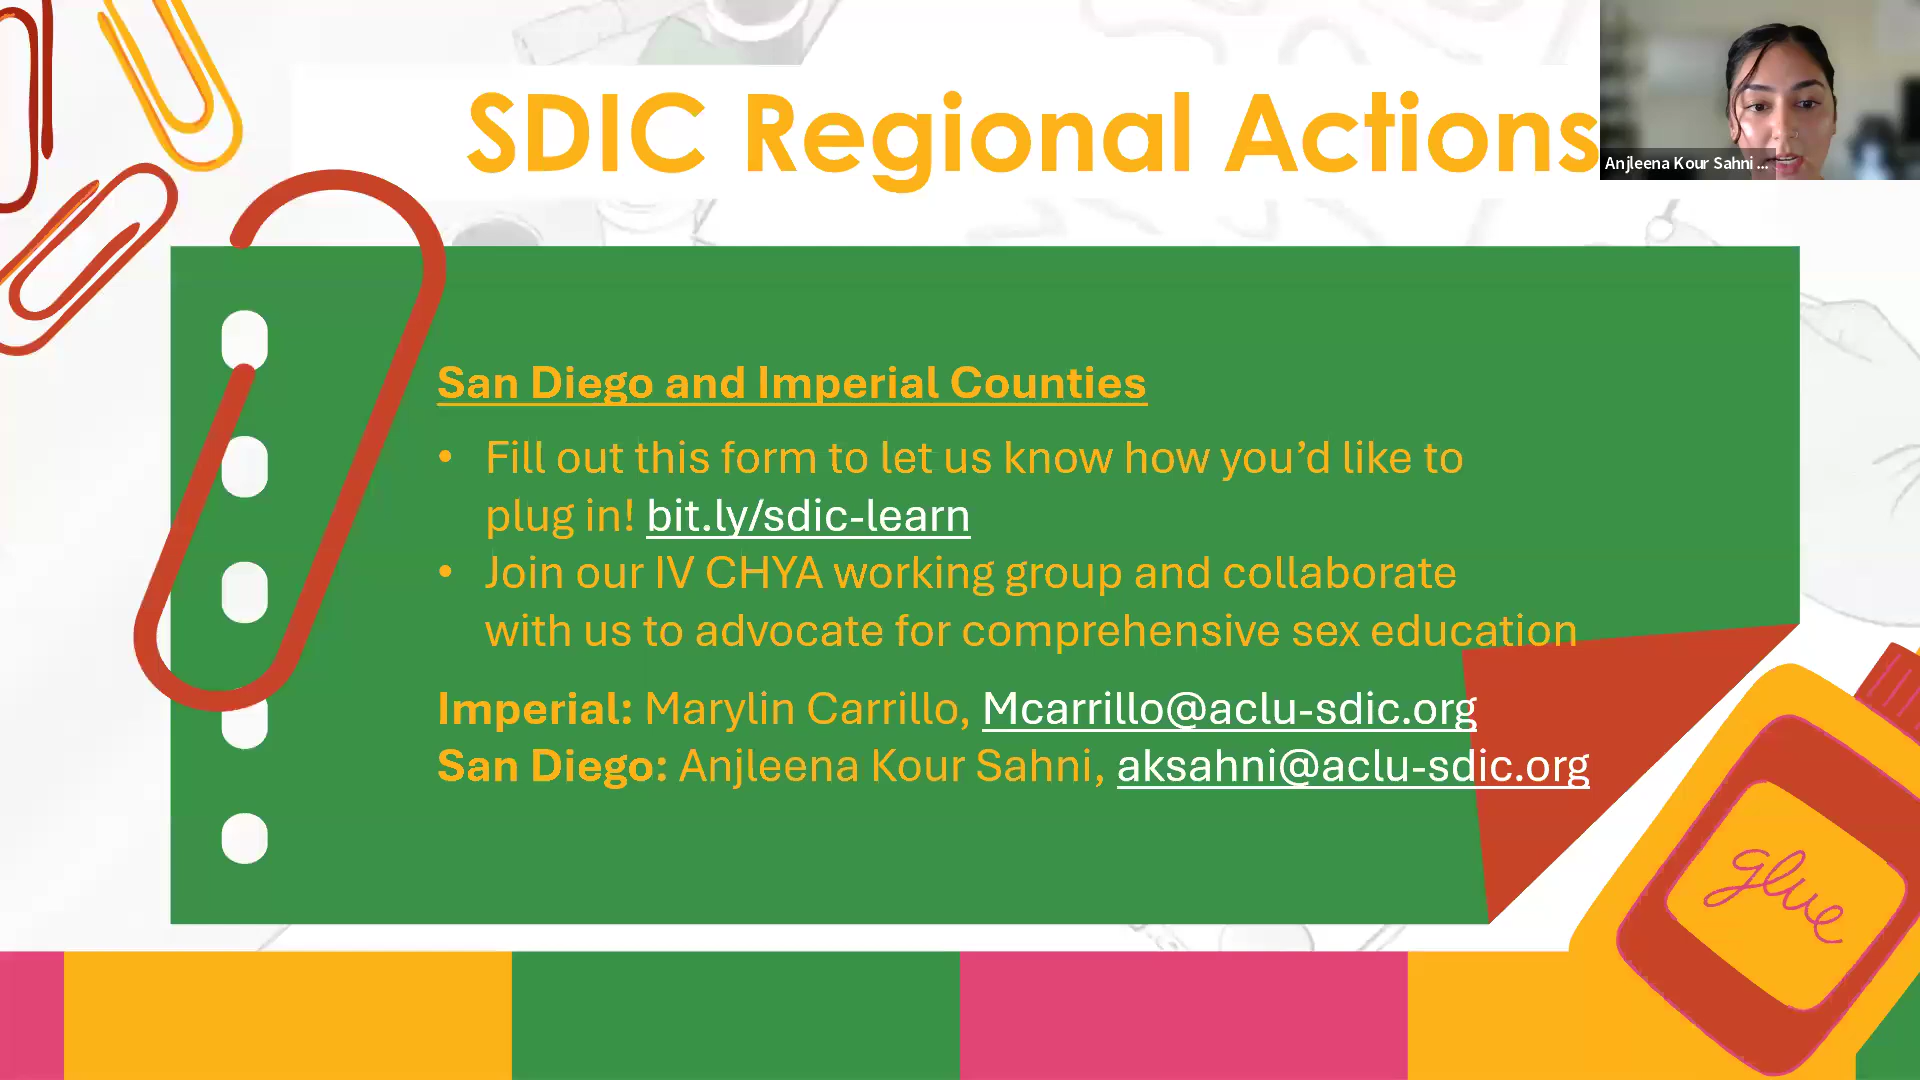 SDIC Regional Actions
Anjleena Kour Sahni ...
San Diego and Imperial Counties
• Fill out this form to let us know how you’d like to
plug in! bit.ly/sdic-learn
• Join our IV CHYA working group and collaborate
with us to advocate for comprehensive sex education
Imperial: Marylin Carrillo, Mcarrillo@aclu-sdic.org
San Diego: Anjleena Kour Sahni, aksahni@aclu-sdic.org
glue